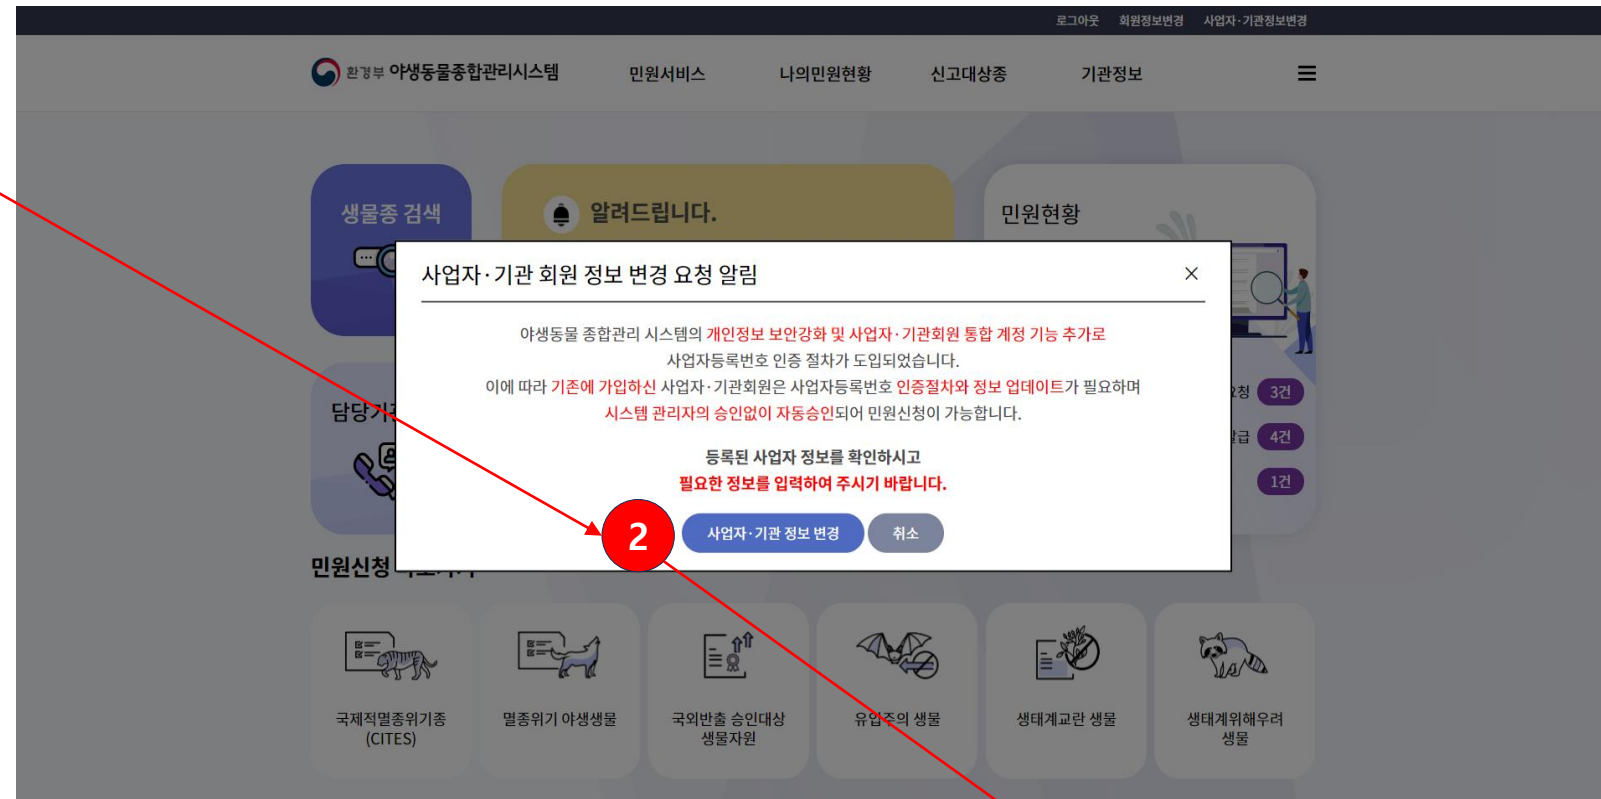 로그아웃 회원정보변경 사업자·기관정보변경
환경부 야생동물종합관리시스템 민원서비스 나의민원현황 신고대상종 기관정보
생물종 검색
알려드립니다.
민원현황
사업자·기관 회원 정보 변경 요청 알림
야생동물 종합관리 시스템의 개인정보 보안강화 및 사업자·기관회원 통합 계정 기능 추가로
사업자등록번호 인증 절차가 도입되었습니다.
이에 따라 기존에 가입하신 사업자·기관회원은 사업자등록번호 인증절차와 정보 업데이트가 필요하며
시스템 관리자의 승인없이 자동승인되어 민원신청이 가능합니다.
등록된 사업자 정보를 확인하시고
필요한 정보를 입력하여 주시기 바랍니다.
2 사업자·기관 정보 변경 취소
담당기
3건
4건
1건
민원신청
국제적멸종위기종
(CITES)
멸종위기 야생생물
국외반출 승인대상
생물자원
유입주의 생물
생태계교란 생물
생태계위해우려
생물